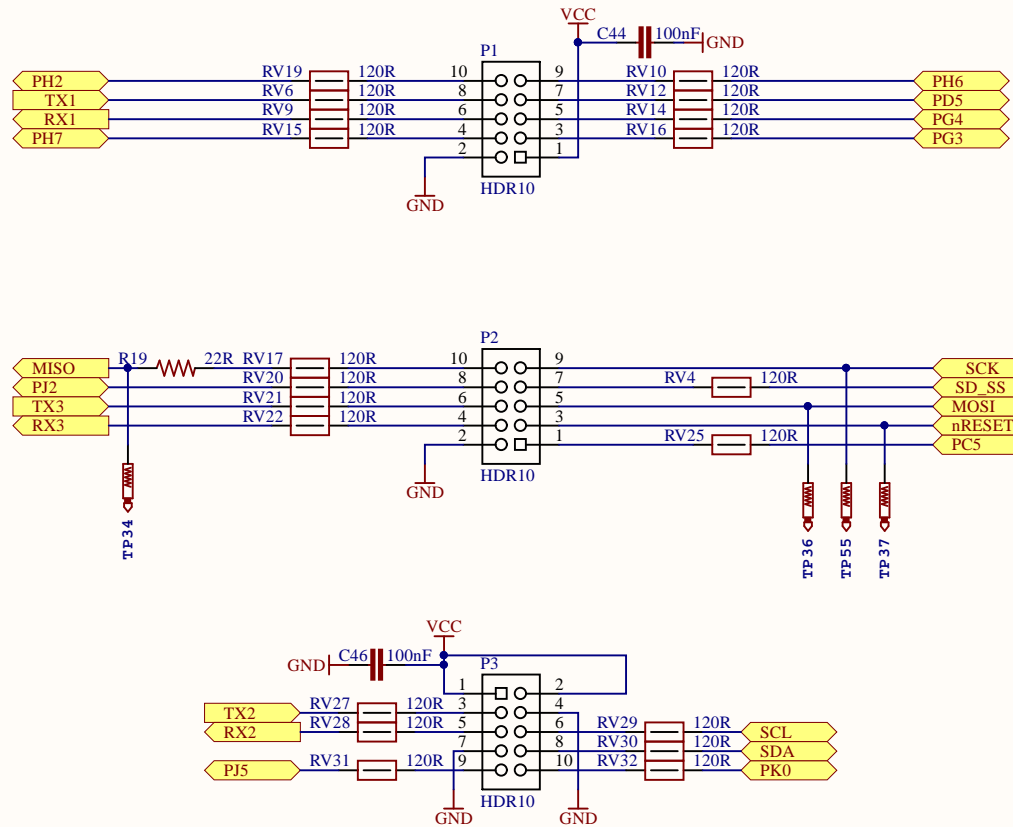 VCC
C44 100nF GND
P1
PH2 RV19 120R 10 9 RV10 120R PH6
TX1 RV6 120R 8 7 RV12 120R PD5
RX1 RV9 120R 6 5 RV14 120R PG4
PH7 RV15 120R 4 3 RV16 120R PG3
2 1
HDR10
GND
P2
MISO R19 22R RV17 120R 10 9 SCK
PJ2 RV20 120R 8 7 RV4 120R SD_SS
TX3 RV21 120R 6 5 MOSI
RX3 RV22 120R 4 3 nRESET
2 1 RV25 120R PC5
HDR10
GND
TP34
TP36
TP55
TP37
VCC
GND C46 100nF
P3
1 2
TX2 RV27 120R 3 4
RX2 RV28 120R 5 6 RV29 120R SCL
7 8 RV30 120R SDA
PJ5 RV31 120R 9 10 RV32 120R PK0
HDR10
GND GND